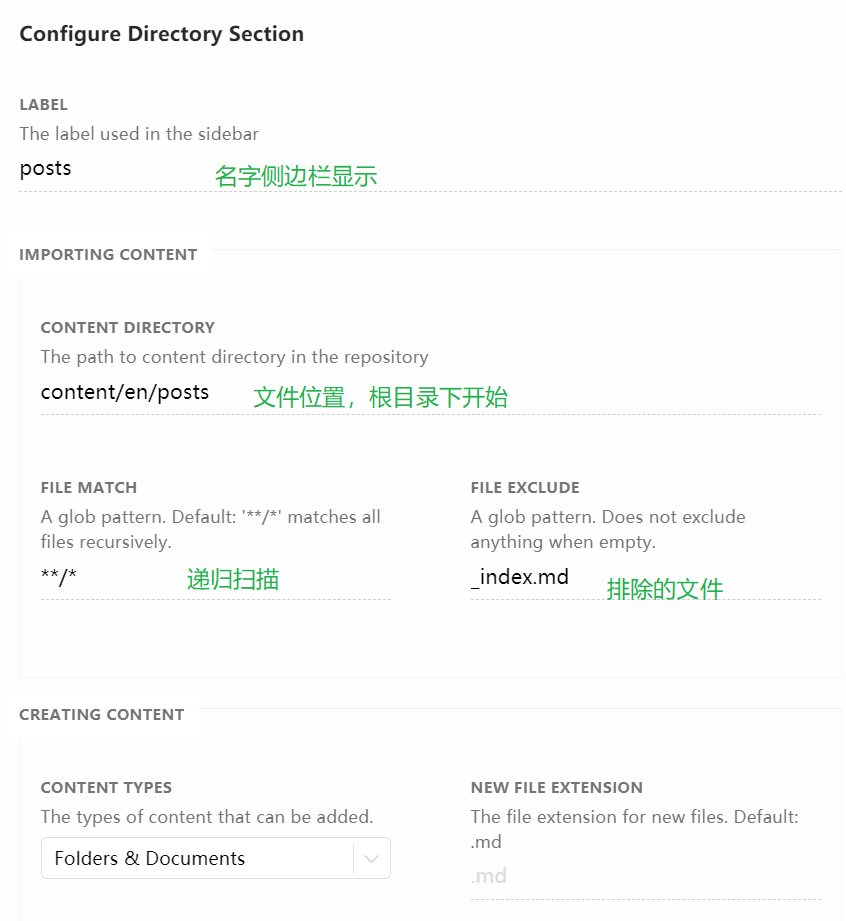 Configure Directory Section
LABEL
The label used in the sidebar
posts
名字侧边栏显示
IMPORTING CONTENT
CONTENT DIRECTORY
The path to content directory in the repository
content/en/posts
文件位置，根目录下开始
FILE MATCH
A glob pattern. Default: '**/*' matches all
files recursively.
**/*
递归扫描
FILE EXCLUDE
A glob pattern. Does not exclude
anything when empty.
_index.md
排除的文件
CREATING CONTENT
CONTENT TYPES
The types of content that can be added.
Folders & Documents
NEW FILE EXTENSION
The file extension for new files. Default:
.md
.md